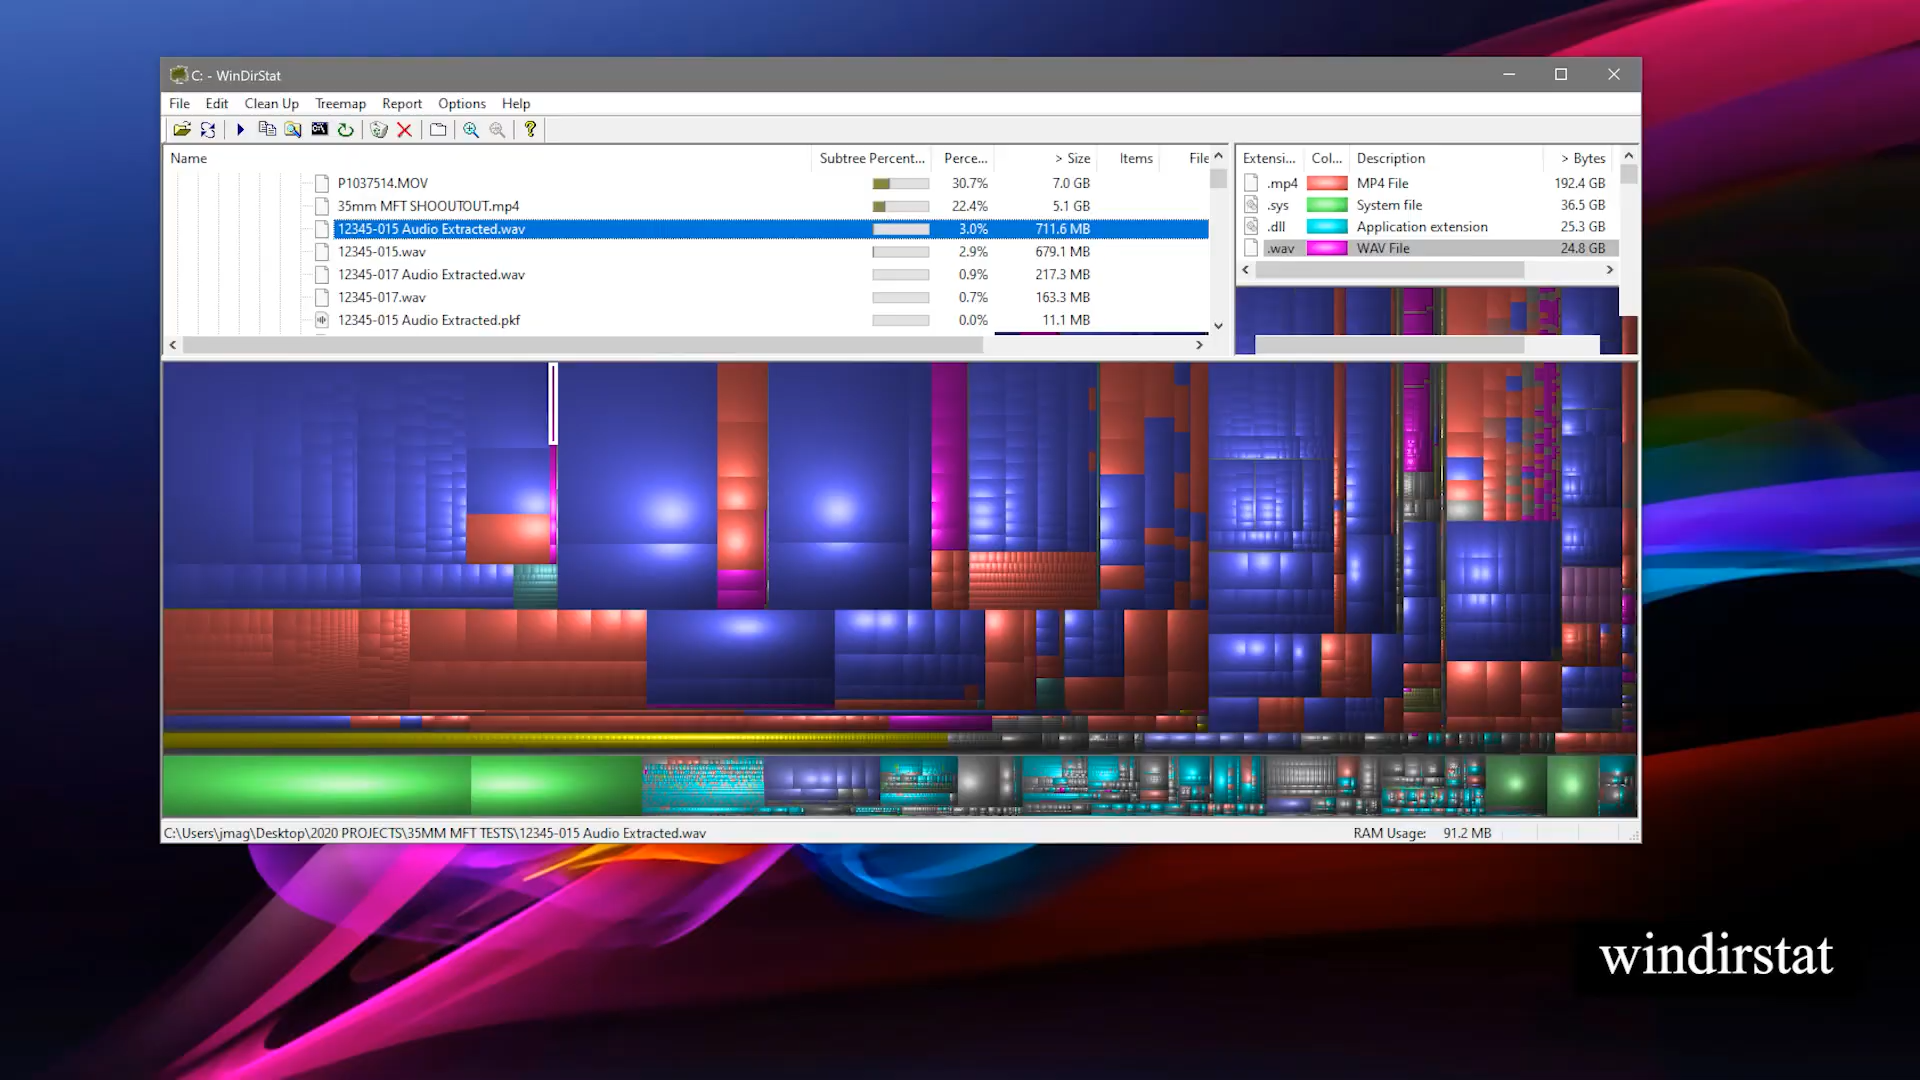 C: - WinDirStat
File Edit Clean Up Treemap Report Options Help
Name Subtree Percent... Perce... > Size Items File
P1037514.MOV 30.7% 7.0 GB
35mm MFT SHOOUTOUT.mp4 22.4% 5.1 GB
12345-015 Audio Extracted.wav 3.0% 711.6 MB
12345-015.wav 2.9% 679.1 MB
12345-017 Audio Extracted.wav 0.9% 217.3 MB
12345-017.wav 0.7% 163.3 MB
12345-015 Audio Extracted.pkf 0.0% 11.1 MB
Extensi... Col... Description > Bytes
.mp4 MP4 File 192.4 GB
.sys System file 36.5 GB
.dll Application extension 25.3 GB
.wav WAV File 24.8 GB
C:\Users\jmag\Desktop\2020 PROJECTS\35MM MFT TESTS\12345-015 Audio Extracted.wav RAM Usage: 91.2 MB
windirstat